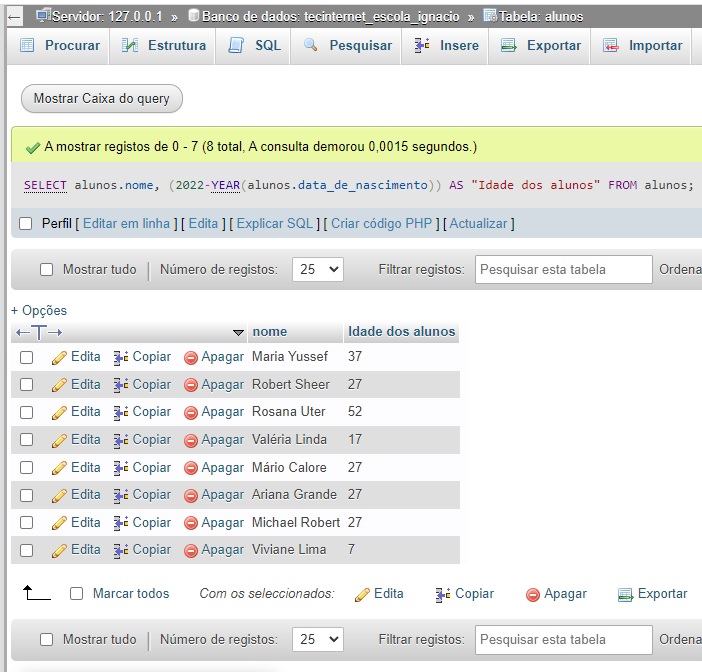 ← Servidor: 127.0.0.1 » Banco de dados: tecinternet_escola_ignacio » Tabela: alunos
Procurar Estrutura SQL Pesquisar Insere Exportar Importar
Mostrar Caixa do query
A mostrar registos de 0 - 7 (8 total, A consulta demorou 0,0015 segundos.)
SELECT alunos.nome, (2022-YEAR(alunos.data_de_nascimento)) AS "Idade dos alunos" FROM alunos;
Perfil [ Editar em linha ] [ Edita ] [ Explicar SQL ] [ Criar código PHP ] [ Actualizar ]
Mostrar tudo | Número de registos: 25 Filtrar registos: Pesquisar esta tabela Ordena
+ Opções
←T→ nome Idade dos alunos
Edita Copiar Apagar Maria Yussef 37
Edita Copiar Apagar Robert Sheer 27
Edita Copiar Apagar Rosana Uter 52
Edita Copiar Apagar Valéria Linda 17
Edita Copiar Apagar Mário Calore 27
Edita Copiar Apagar Ariana Grande 27
Edita Copiar Apagar Michael Robert 27
Edita Copiar Apagar Viviane Lima 7
Marcar todos Com os seleccionados: Edita Copiar Apagar Exportar
Mostrar tudo | Número de registos: 25 Filtrar registos: Pesquisar esta tabela Ordena